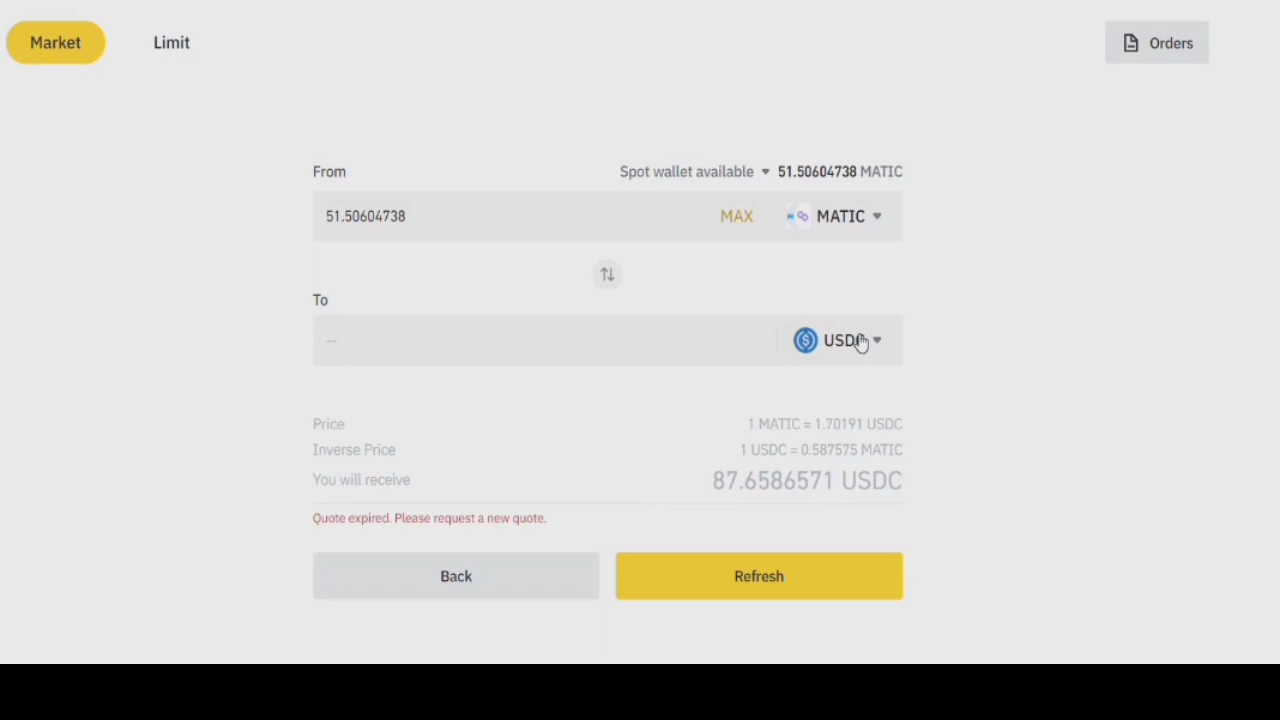 Market Limit Orders
From Spot wallet available 51.50604738 MATIC
51.50604738 MAX MATIC
To
-- USDC
Price 1 MATIC = 1.70191 USDC
Inverse Price 1 USDC = 0.587575 MATIC
You will receive 87.6586571 USDC
Quote expired. Please request a new quote.
Back Refresh